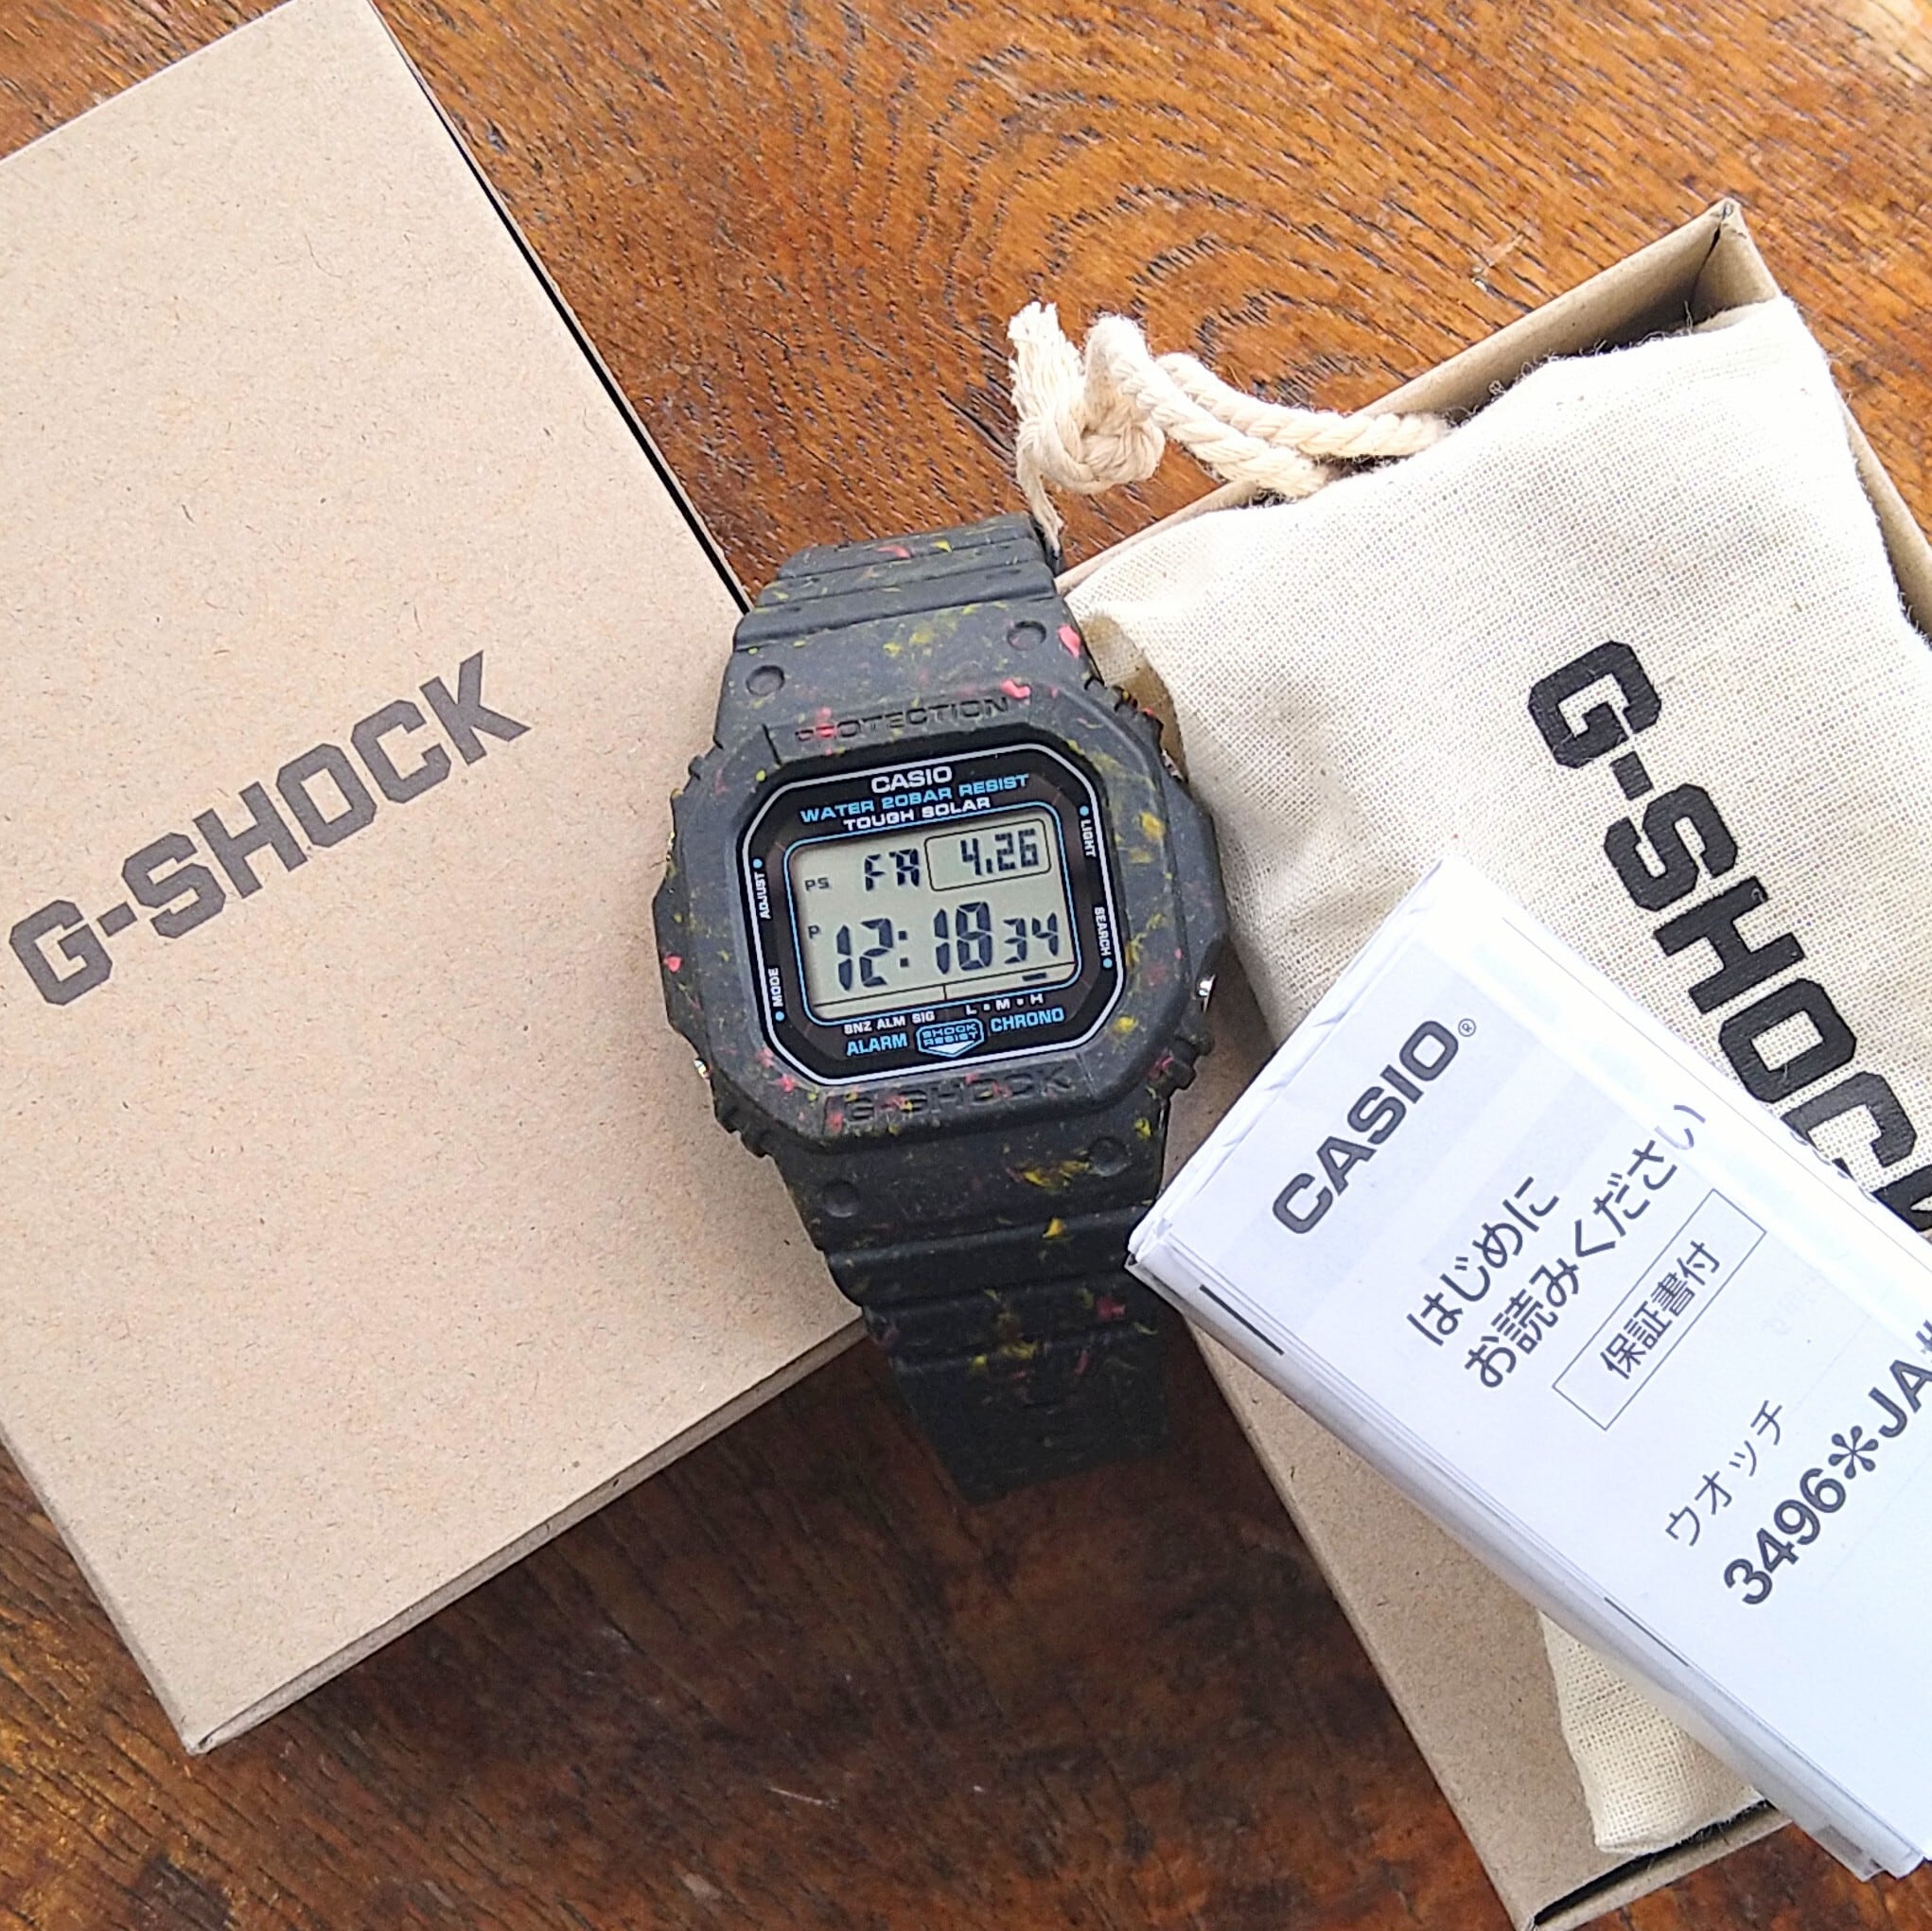 G-SHOCK
PROTECTION
CASIO
WATER 20BAR RESIST
TOUGH SOLAR
ADJUST
MODE
LIGHT
SEARCH
PS FR 4.26
P 12:18 34
BNZ ALM SIG L • M • H
ALARM SHOCK RESIST CHRONO
G-SHOCK
G-SHOCK
CASIO®
はじめに
お読みください
保証書付
ウオッチ
3496※JA